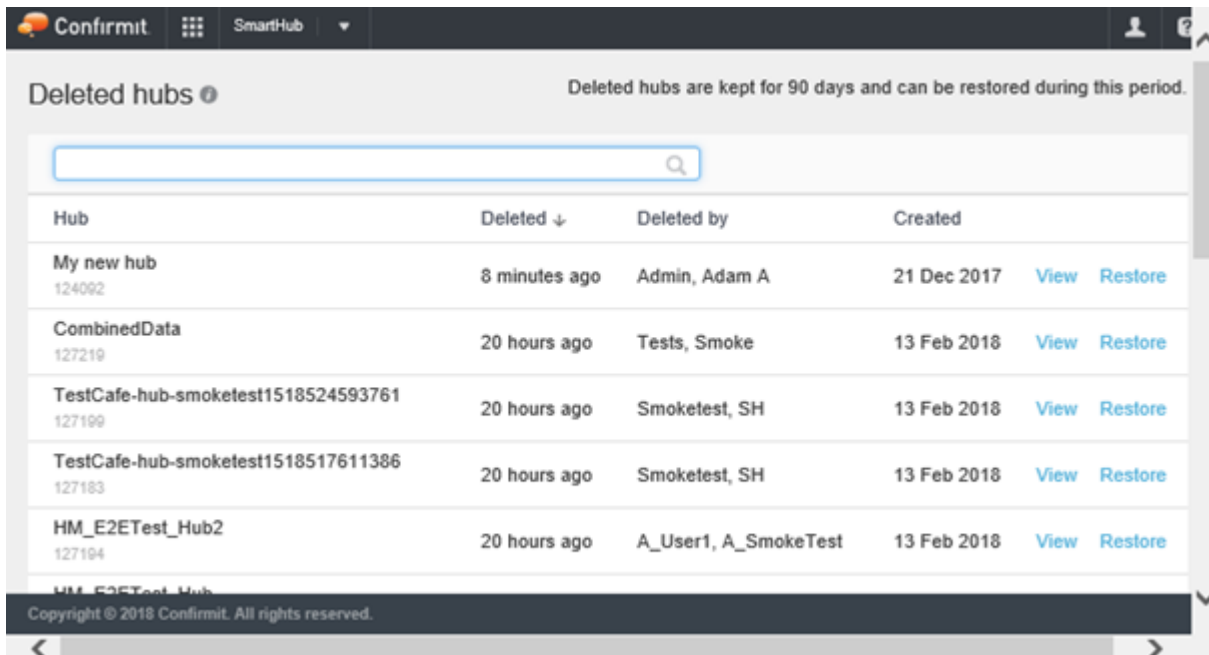 Confirmit
SmartHub
Deleted hubs
Deleted hubs are kept for 90 days and can be restored during this period.
Hub Deleted ↓ Deleted by Created
My new hub
124092
8 minutes ago Admin, Adam A 21 Dec 2017 View Restore
CombinedData
127219
20 hours ago Tests, Smoke 13 Feb 2018 View Restore
TestCafe-hub-smoketest1518524593761
127199
20 hours ago Smoketest, SH 13 Feb 2018 View Restore
TestCafe-hub-smoketest1518517611386
127183
20 hours ago Smoketest, SH 13 Feb 2018 View Restore
HM_E2ETest_Hub2
127194
20 hours ago A_User1, A_SmokeTest 13 Feb 2018 View Restore
HM_E2ETest_Hub
Copyright © 2018 Confirmit. All rights reserved.